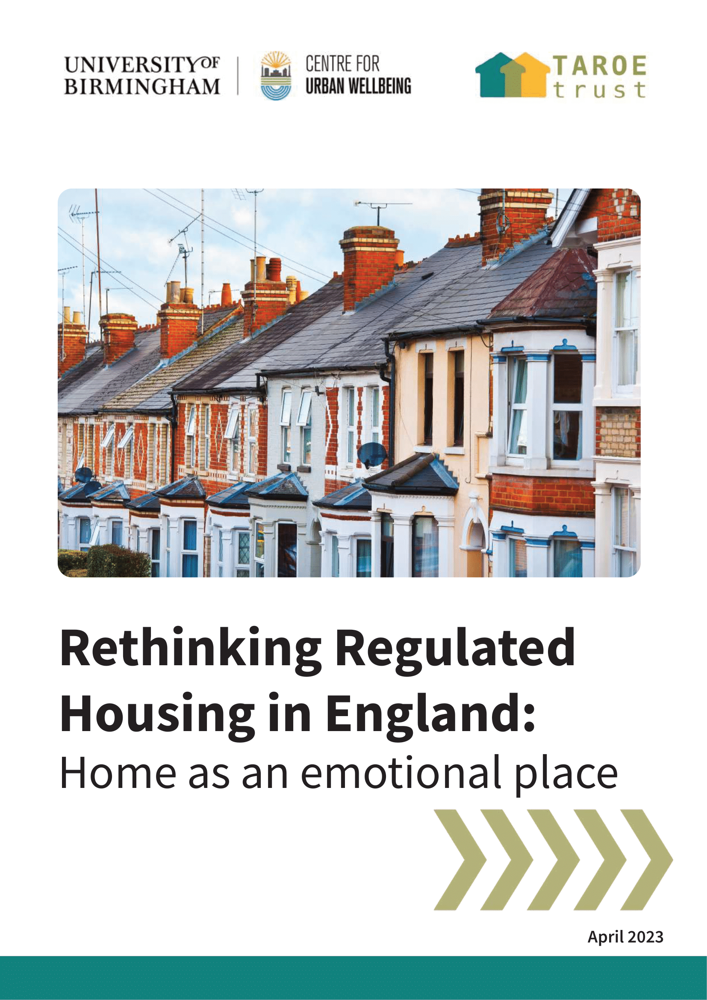 UNIVERSITY OF
BIRMINGHAM
CENTRE FOR
URBAN WELLBEING
TAROE
trust
Rethinking Regulated
Housing in England:
Home as an emotional place
April 2023